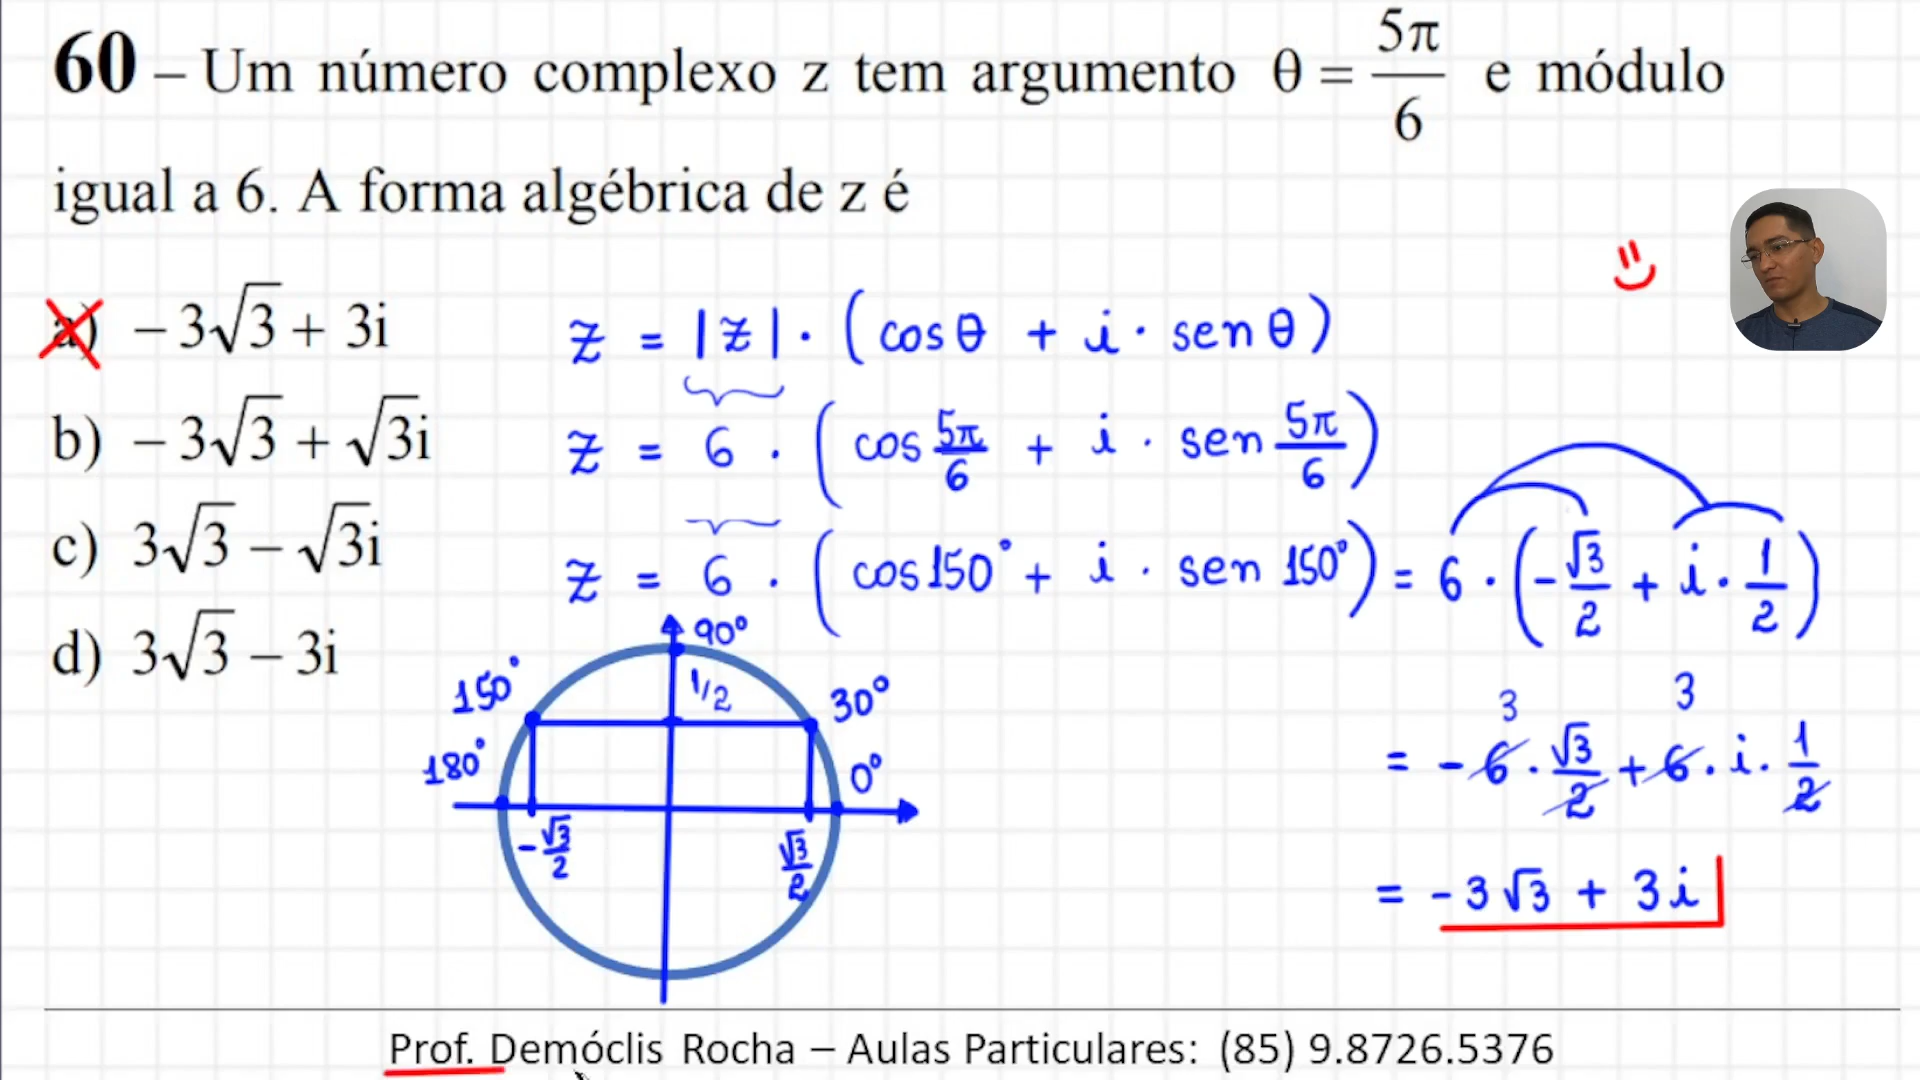 60 – Um número complexo z tem argumento θ = 5π/6 e módulo
igual a 6. A forma algébrica de z é
a) – 3√3 + 3i
b) – 3√3 + √3i
c) 3√3 – √3i
d) 3√3 – 3i
z = |z| · (cos θ + i · sen θ)
z = 6 · (cos 5π/6 + i · sen 5π/6)
z = 6 · (cos 150° + i · sen 150°) = 6 · (-√3/2 + i · 1/2)
3 3
= - 6 · √3/2 + 6 · i · 1/2
= - 3√3 + 3i
90°
1/2
150°
30°
180°
0°
-√3/2
√3/2
Prof. Demóclis Rocha – Aulas Particulares: (85) 9.8726.5376